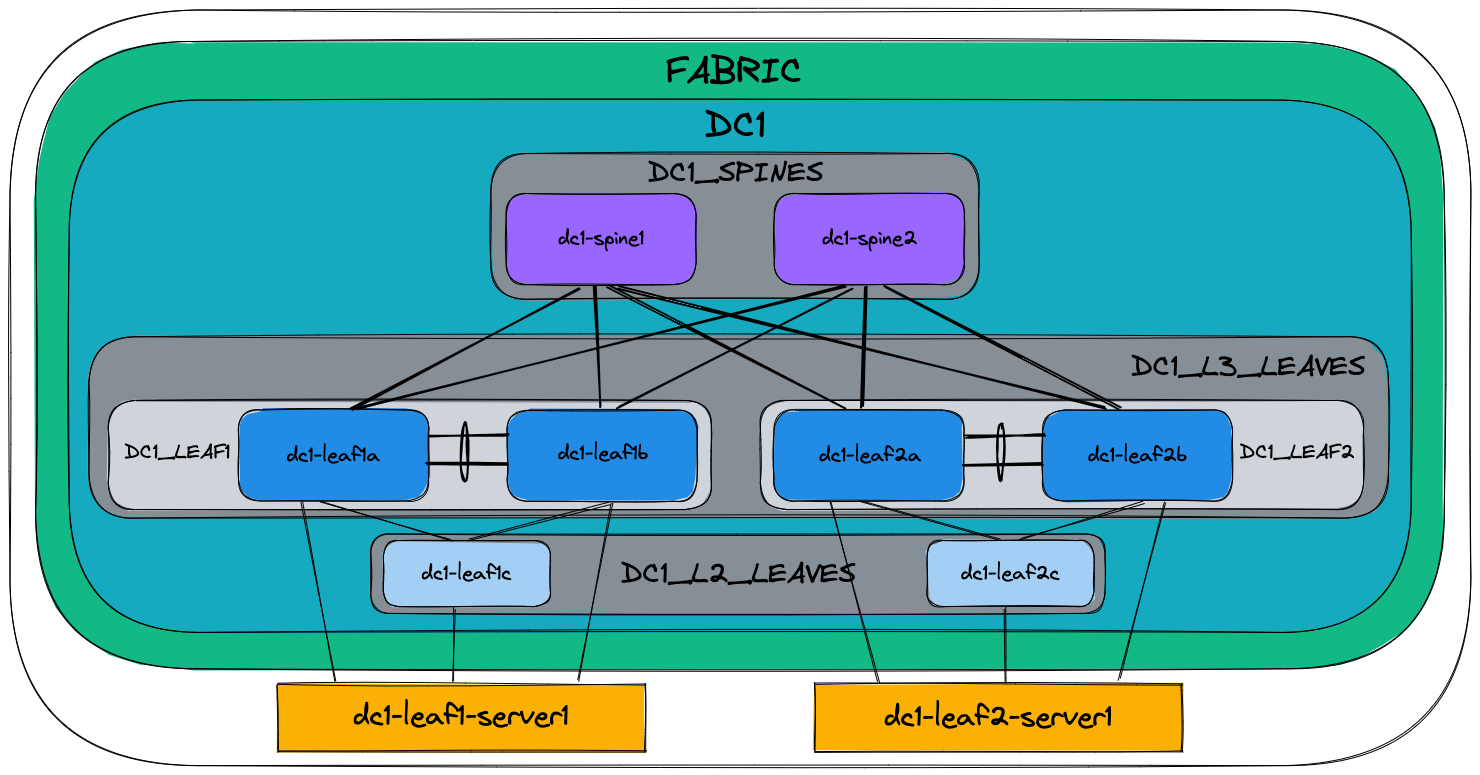 FABRIC
DC1
DC1_SPINES
dc1-spine1
dc1-spine2
DC1_L3_LEAVES
DC1_LEAF1
dc1-leaf1a
dc1-leaf1b
dc1-leaf2a
dc1-leaf2b
DC1_LEAF2
dc1-leaf1c
DC1_L2_LEAVES
dc1-leaf2c
dc1-leaf1-server1
dc1-leaf2-server1